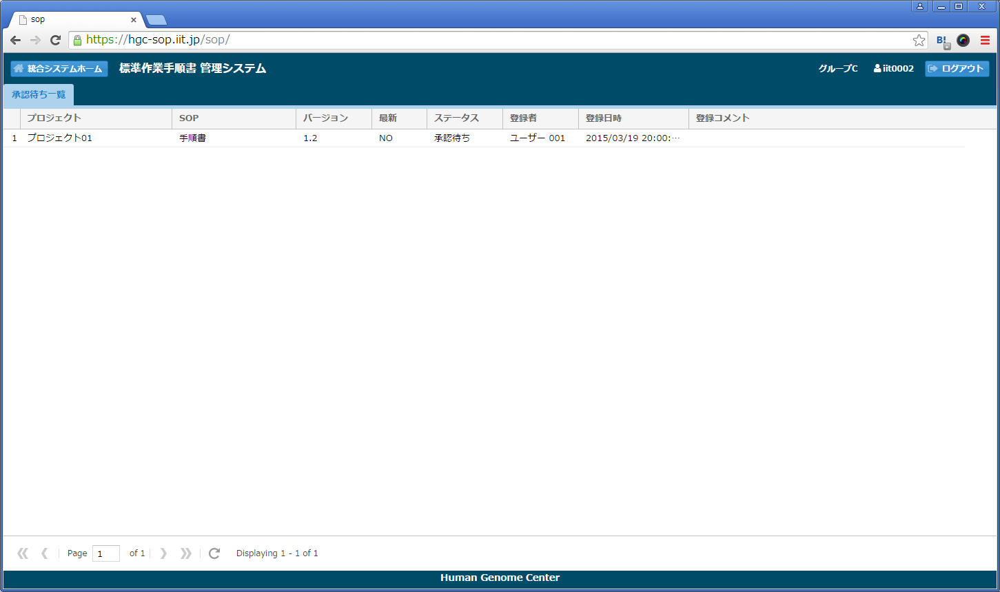 sop
https://hgc-sop.iit.jp/sop/
B!
統合システムホーム 標準作業手順書 管理システム グループC iit0002 ログアウト
承認待ち一覧
プロジェクト SOP バージョン 最新 ステータス 登録者 登録日時 登録コメント
1 プロジェクト01 手順書 1.2 NO 承認待ち ユーザー 001 2015/03/19 20:00:…
Page 1 of 1 Displaying 1 - 1 of 1
Human Genome Center